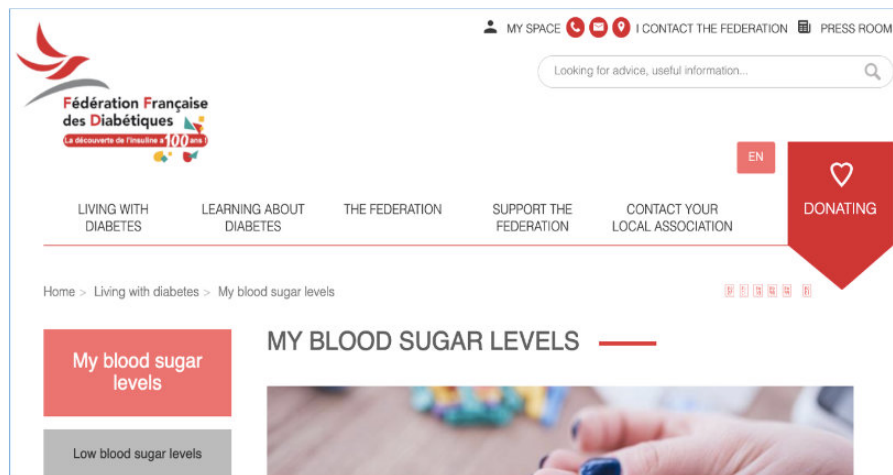 MY SPACE I CONTACT THE FEDERATION PRESS ROOM
Looking for advice, useful information...
Fédération Française
des Diabétiques
La découverte de l'insuline a 100 ans !
EN
DONATING
LIVING WITH
DIABETES
LEARNING ABOUT
DIABETES
THE FEDERATION
SUPPORT THE
FEDERATION
CONTACT YOUR
LOCAL ASSOCIATION
Home > Living with diabetes > My blood sugar levels
My blood sugar
levels
MY BLOOD SUGAR LEVELS
Low blood sugar levels